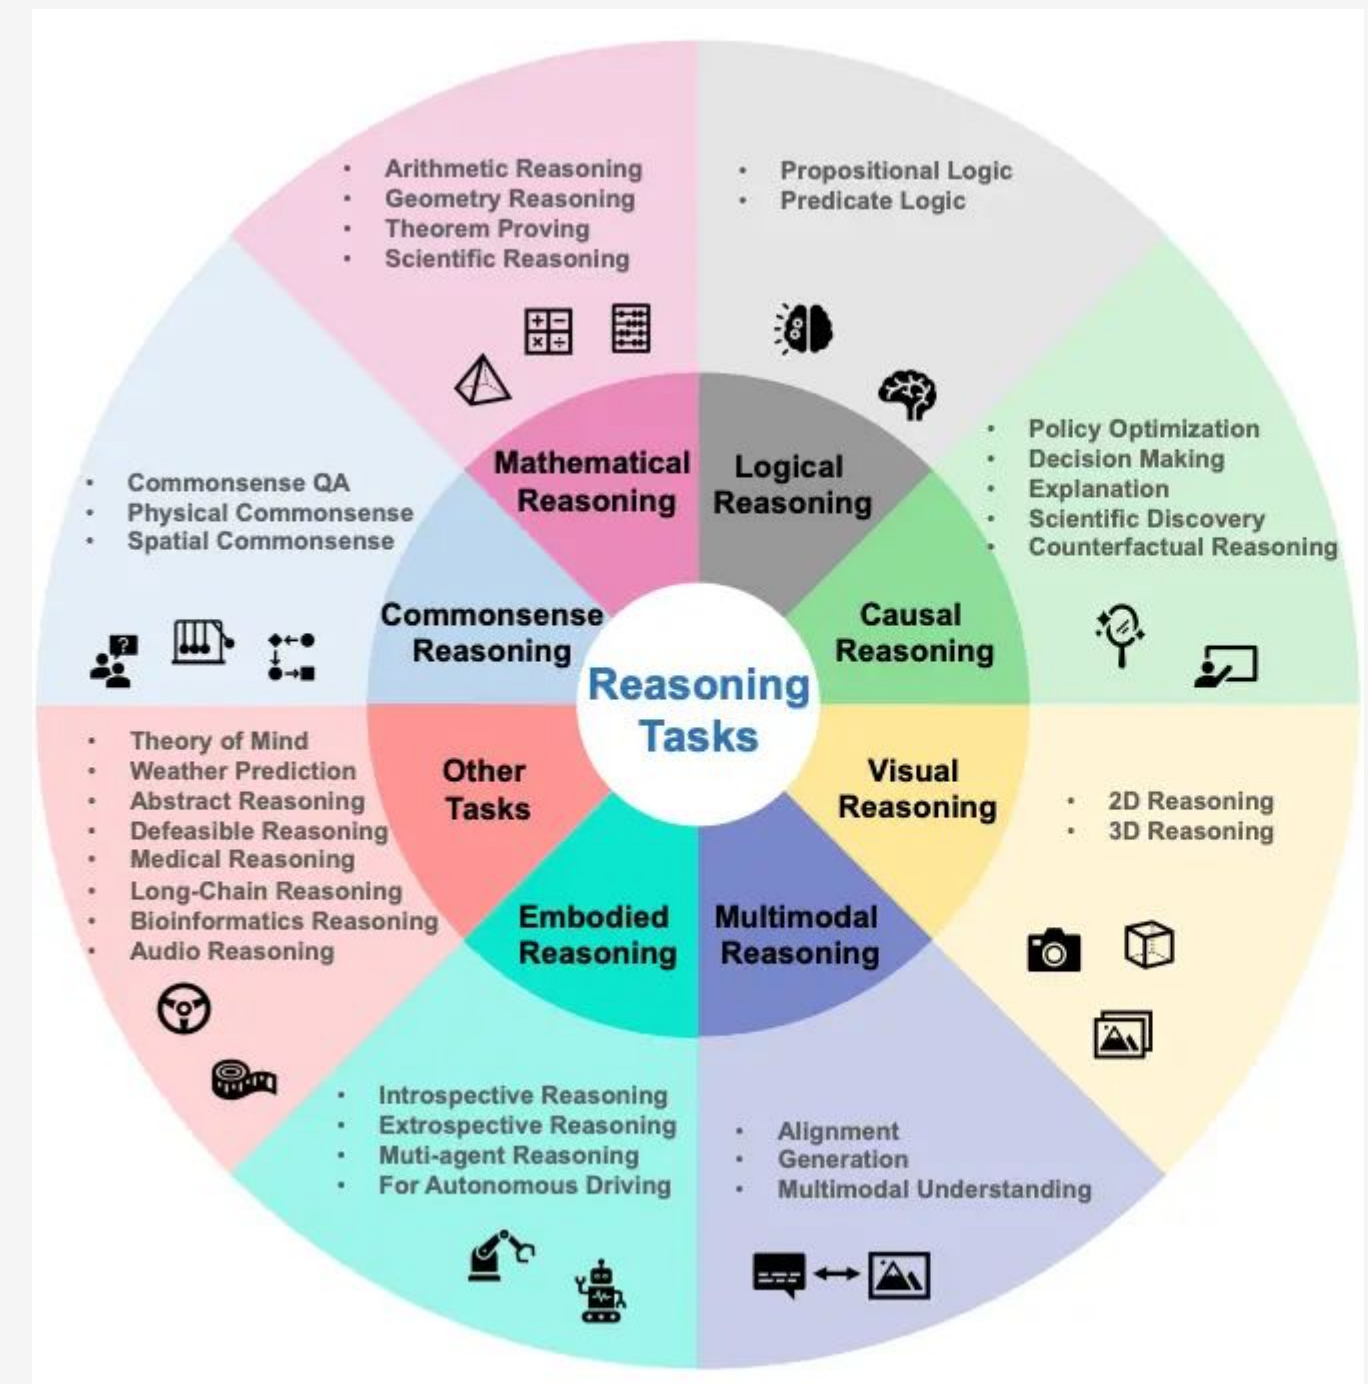 Reasoning
Tasks
Mathematical
Reasoning
• Arithmetic Reasoning
• Geometry Reasoning
• Theorem Proving
• Scientific Reasoning
Logical
Reasoning
• Propositional Logic
• Predicate Logic
Causal
Reasoning
• Policy Optimization
• Decision Making
• Explanation
• Scientific Discovery
• Counterfactual Reasoning
Visual
Reasoning
• 2D Reasoning
• 3D Reasoning
Multimodal
Reasoning
• Alignment
• Generation
• Multimodal Understanding
Embodied
Reasoning
• Introspective Reasoning
• Extrospective Reasoning
• Muti-agent Reasoning
• For Autonomous Driving
Other
Tasks
• Theory of Mind
• Weather Prediction
• Abstract Reasoning
• Defeasible Reasoning
• Medical Reasoning
• Long-Chain Reasoning
• Bioinformatics Reasoning
• Audio Reasoning
Commonsense
Reasoning
• Commonsense QA
• Physical Commonsense
• Spatial Commonsense